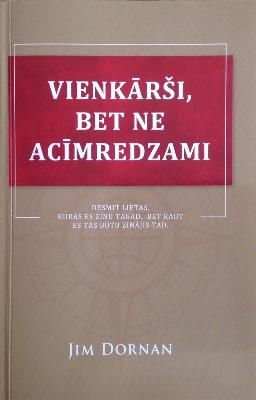 VIENKĀRŠI,
BET NE
ACĪMREDZAMI
DESMIT LIETAS,
KURAS ES ZINU TAGAD, BET KAUT
ES TĀS BŪTU ZINĀJIS TAD.
JIM DORNAN